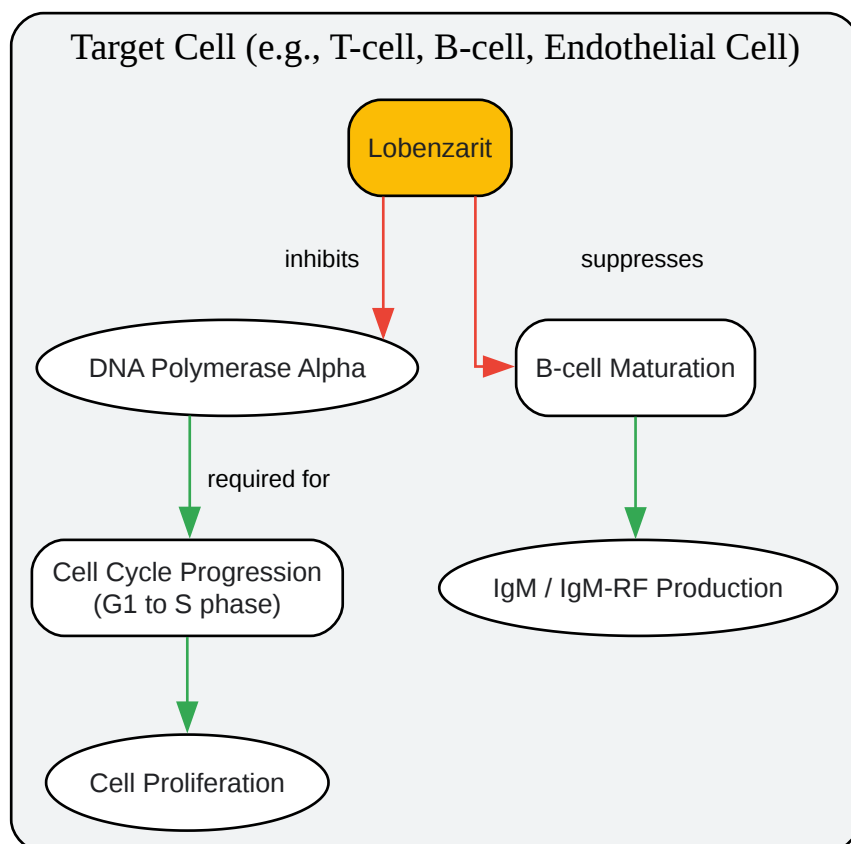 Target Cell (e.g., T-cell, B-cell, Endothelial Cell)
Lobenzarit
inhibits
suppresses
DNA Polymerase Alpha
B-cell Maturation
required for
Cell Cycle Progression
(G1 to S phase)
IgM / IgM-RF Production
Cell Proliferation